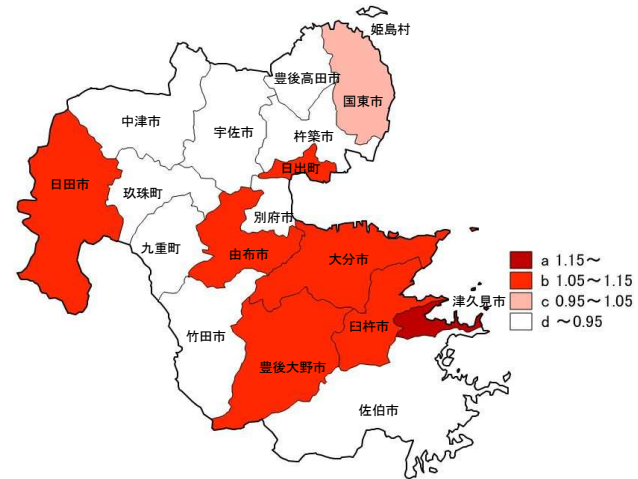 姫島村
豊後高田市
国東市
中津市
宇佐市
杵築市
日出町
日田市
玖珠町
別府市
九重町
由布市
大分市
津久見市
臼杵市
竹田市
豊後大野市
佐伯市
a 1.15～
b 1.05～1.15
c 0.95～1.05
d ～0.95